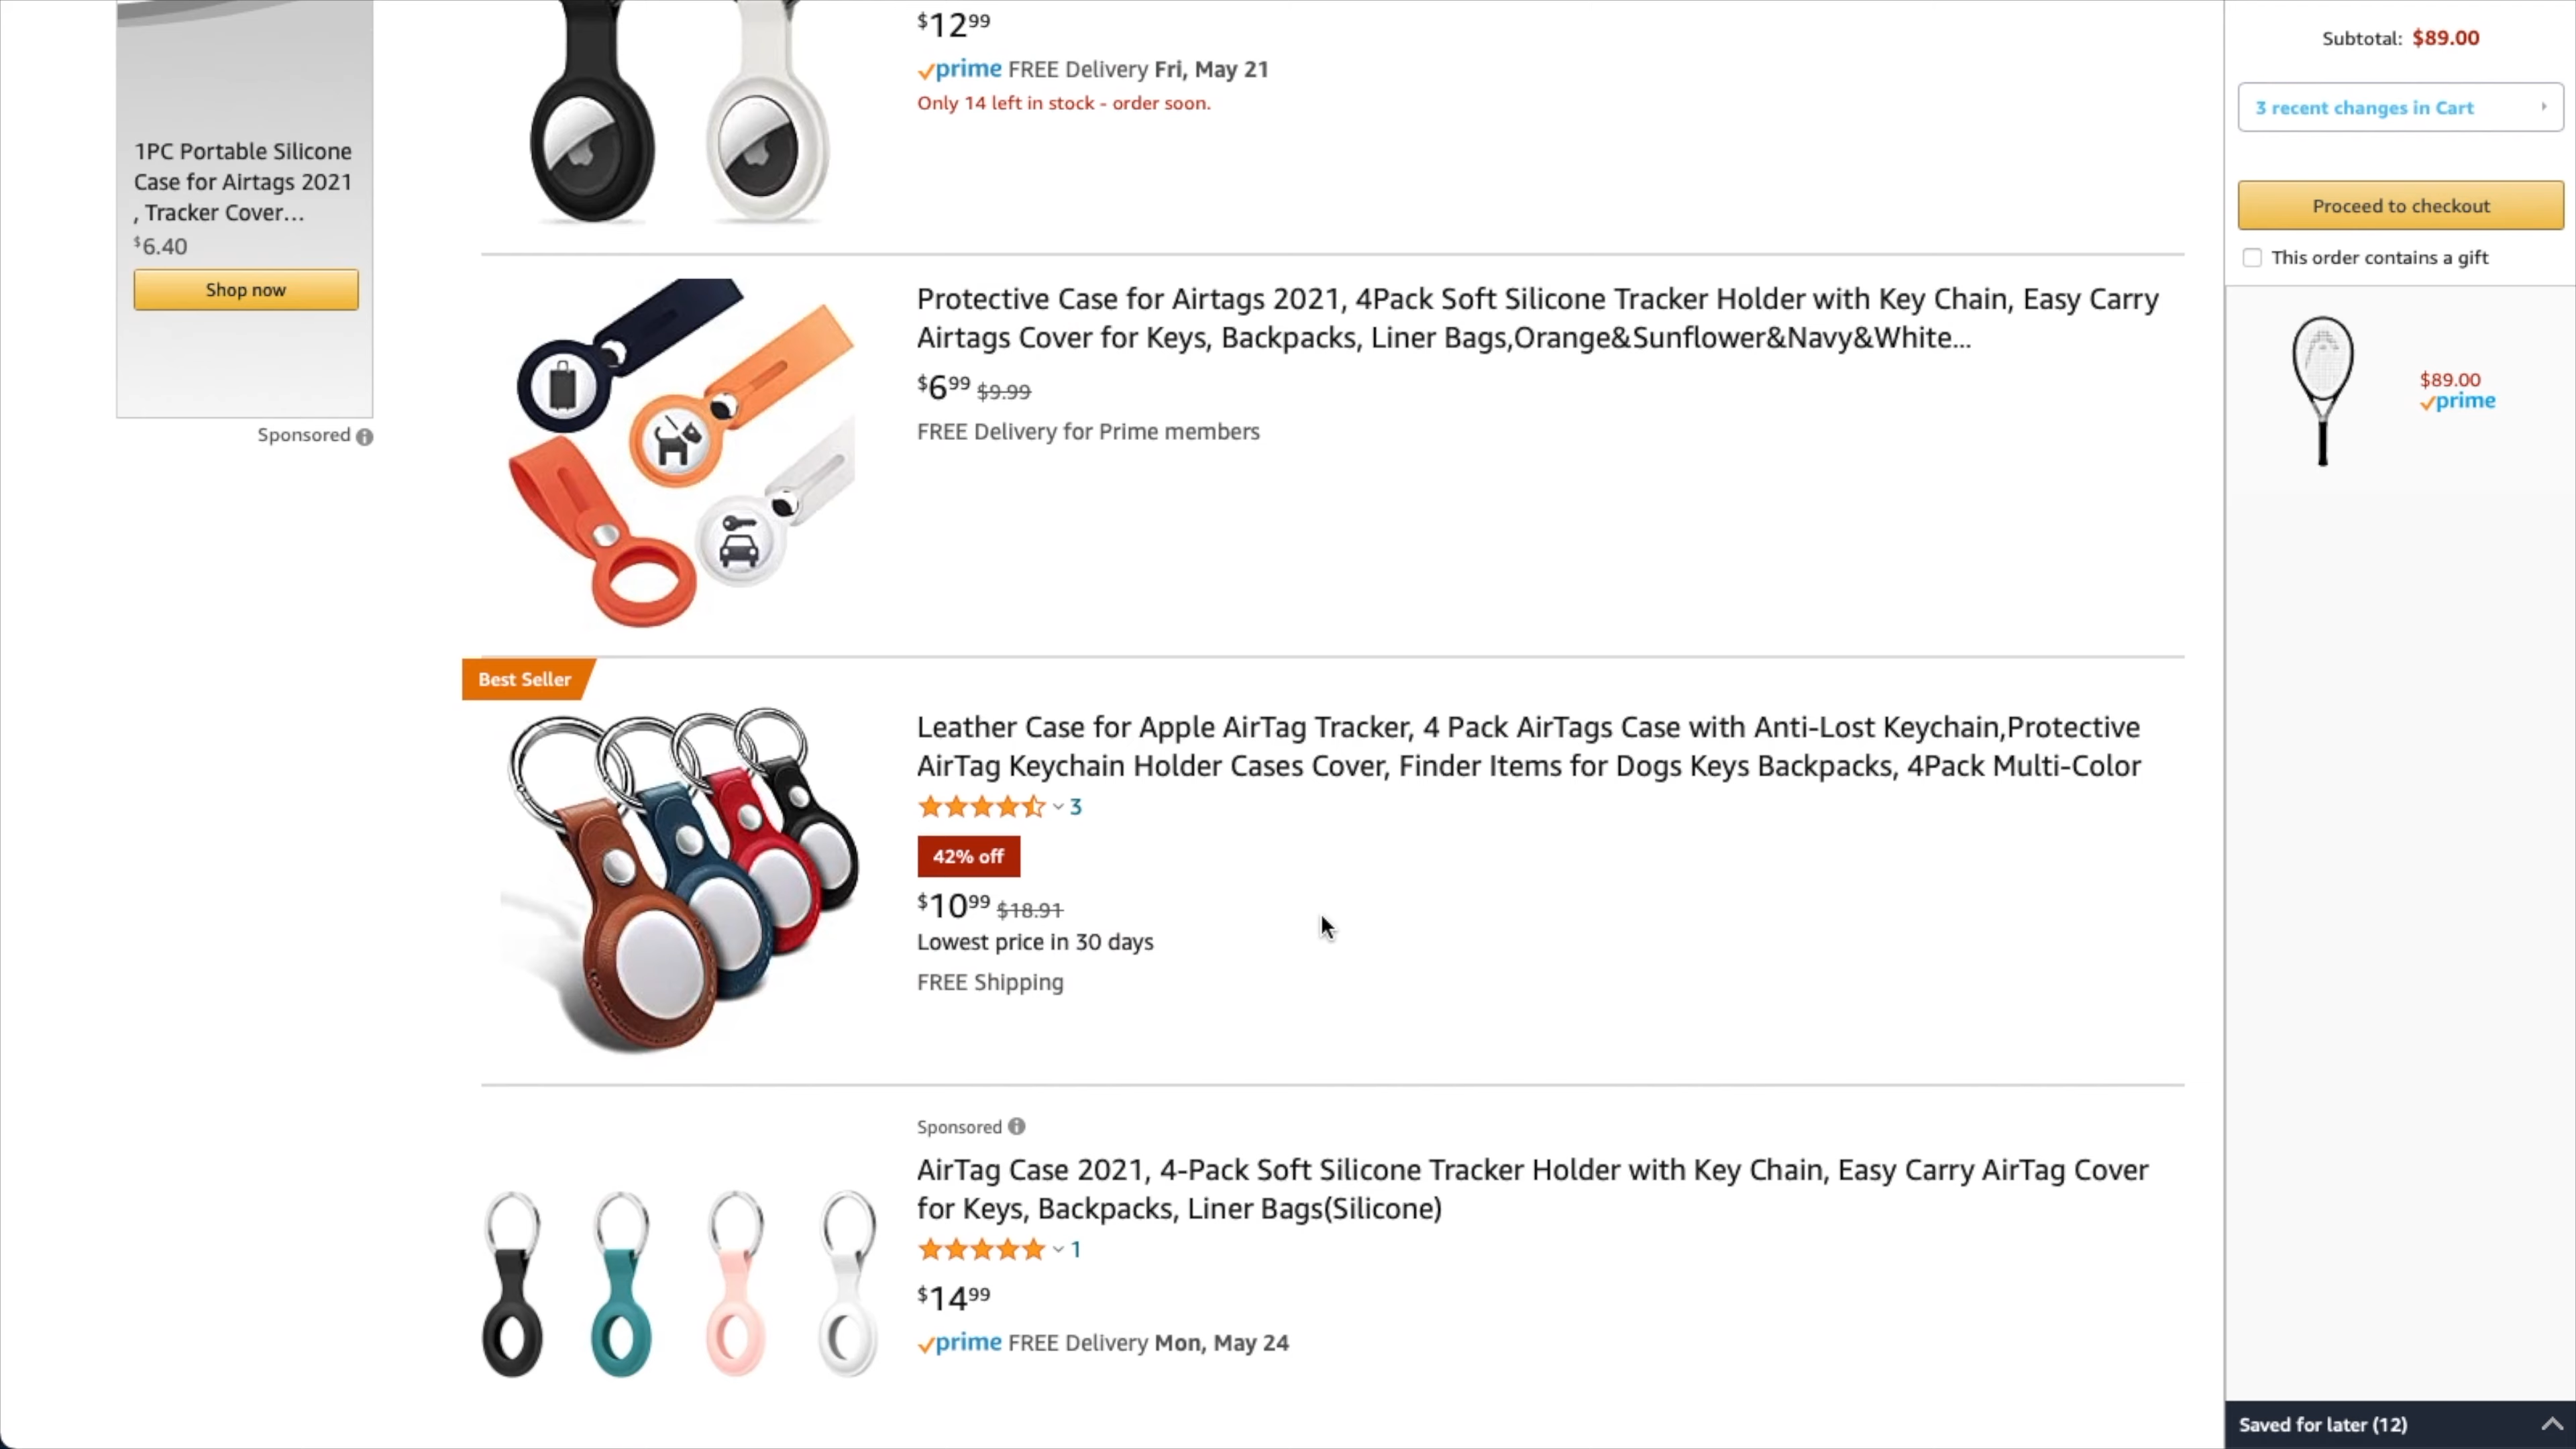 1PC Portable Silicone
Case for Airtags 2021
, Tracker Cover...
$6.40
Shop now
Sponsored
$12.99
prime FREE Delivery Fri, May 21
Only 14 left in stock - order soon.
Protective Case for Airtags 2021, 4Pack Soft Silicone Tracker Holder with Key Chain, Easy Carry
Airtags Cover for Keys, Backpacks, Liner Bags,Orange&Sunflower&Navy&White...
$6.99 $9.99
FREE Delivery for Prime members
Best Seller
Leather Case for Apple AirTag Tracker, 4 Pack AirTags Case with Anti-Lost Keychain,Protective
AirTag Keychain Holder Cases Cover, Finder Items for Dogs Keys Backpacks, 4Pack Multi-Color
3
42% off
$10.99 $18.91
Lowest price in 30 days
FREE Shipping
Sponsored
AirTag Case 2021, 4-Pack Soft Silicone Tracker Holder with Key Chain, Easy Carry AirTag Cover
for Keys, Backpacks, Liner Bags(Silicone)
1
$14.99
prime FREE Delivery Mon, May 24
Subtotal: $89.00
3 recent changes in Cart
Proceed to checkout
This order contains a gift
$89.00
prime
Saved for later (12)